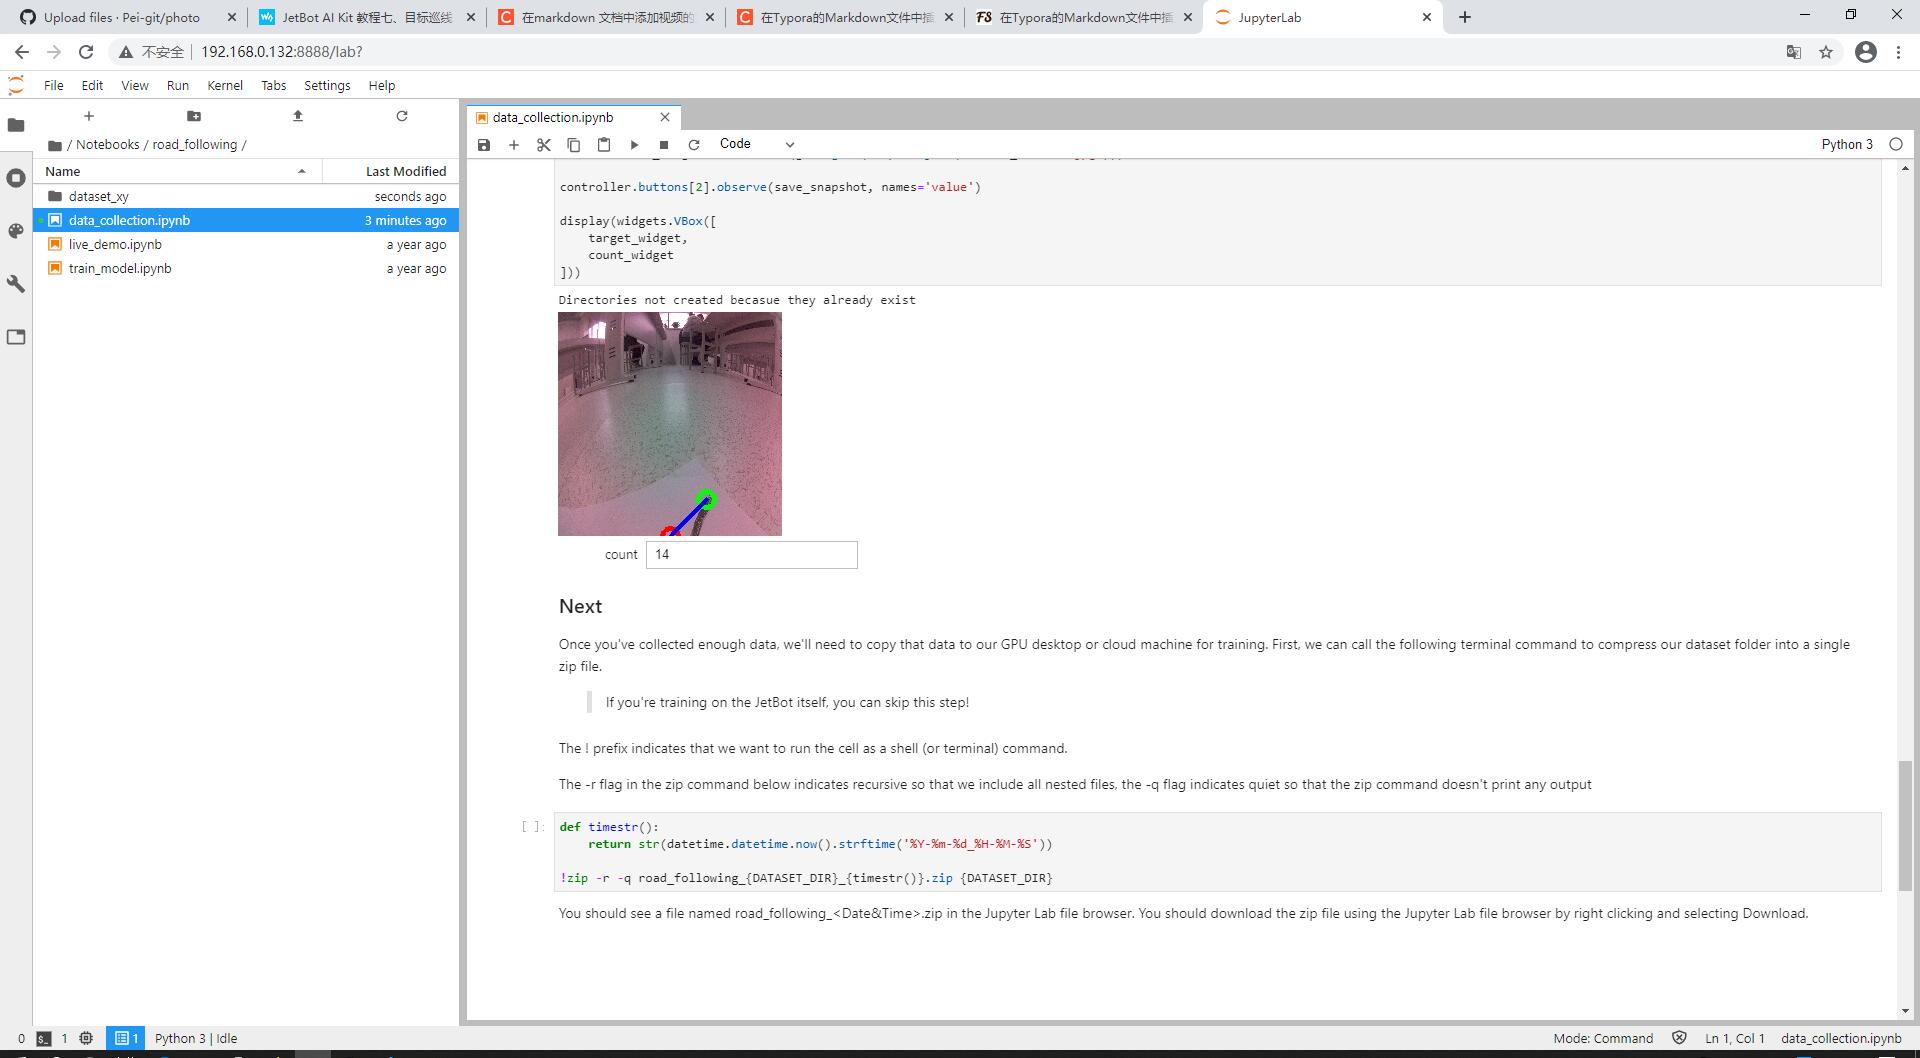 Upload files · Pei-git/photo
JetBot AI Kit 教程七、目标巡线
在markdown 文档中添加视频的
在Typora的Markdown文件中插
在Typora的Markdown文件中插
JupyterLab
不安全 192.168.0.132:8888/lab?
File Edit View Run Kernel Tabs Settings Help
data_collection.ipynb
/ Notebooks / road_following /
Code
Python 3
Name Last Modified
dataset_xy seconds ago
data_collection.ipynb 3 minutes ago
live_demo.ipynb a year ago
train_model.ipynb a year ago
controller.buttons[2].observe(save_snapshot, names='value')
display(widgets.VBox([
target_widget,
count_widget
]))
Directories not created becasue they already exist
count 14
Next
Once you've collected enough data, we'll need to copy that data to our GPU desktop or cloud machine for training. First, we can call the following terminal command to compress our dataset folder into a single
zip file.
If you're training on the JetBot itself, you can skip this step!
The ! prefix indicates that we want to run the cell as a shell (or terminal) command.
The -r flag in the zip command below indicates recursive so that we include all nested files, the -q flag indicates quiet so that the zip command doesn't print any output
[ ]: def timestr():
return str(datetime.datetime.now().strftime('%Y-%m-%d_%H-%M-%S'))
!zip -r -q road_following_{DATASET_DIR}_{timestr()}.zip {DATASET_DIR}
You should see a file named road_following_<Date&Time>.zip in the Jupyter Lab file browser. You should download the zip file using the Jupyter Lab file browser by right clicking and selecting Download.
0 1 1 Python 3 | Idle
Mode: Command Ln 1, Col 1 data_collection.ipynb